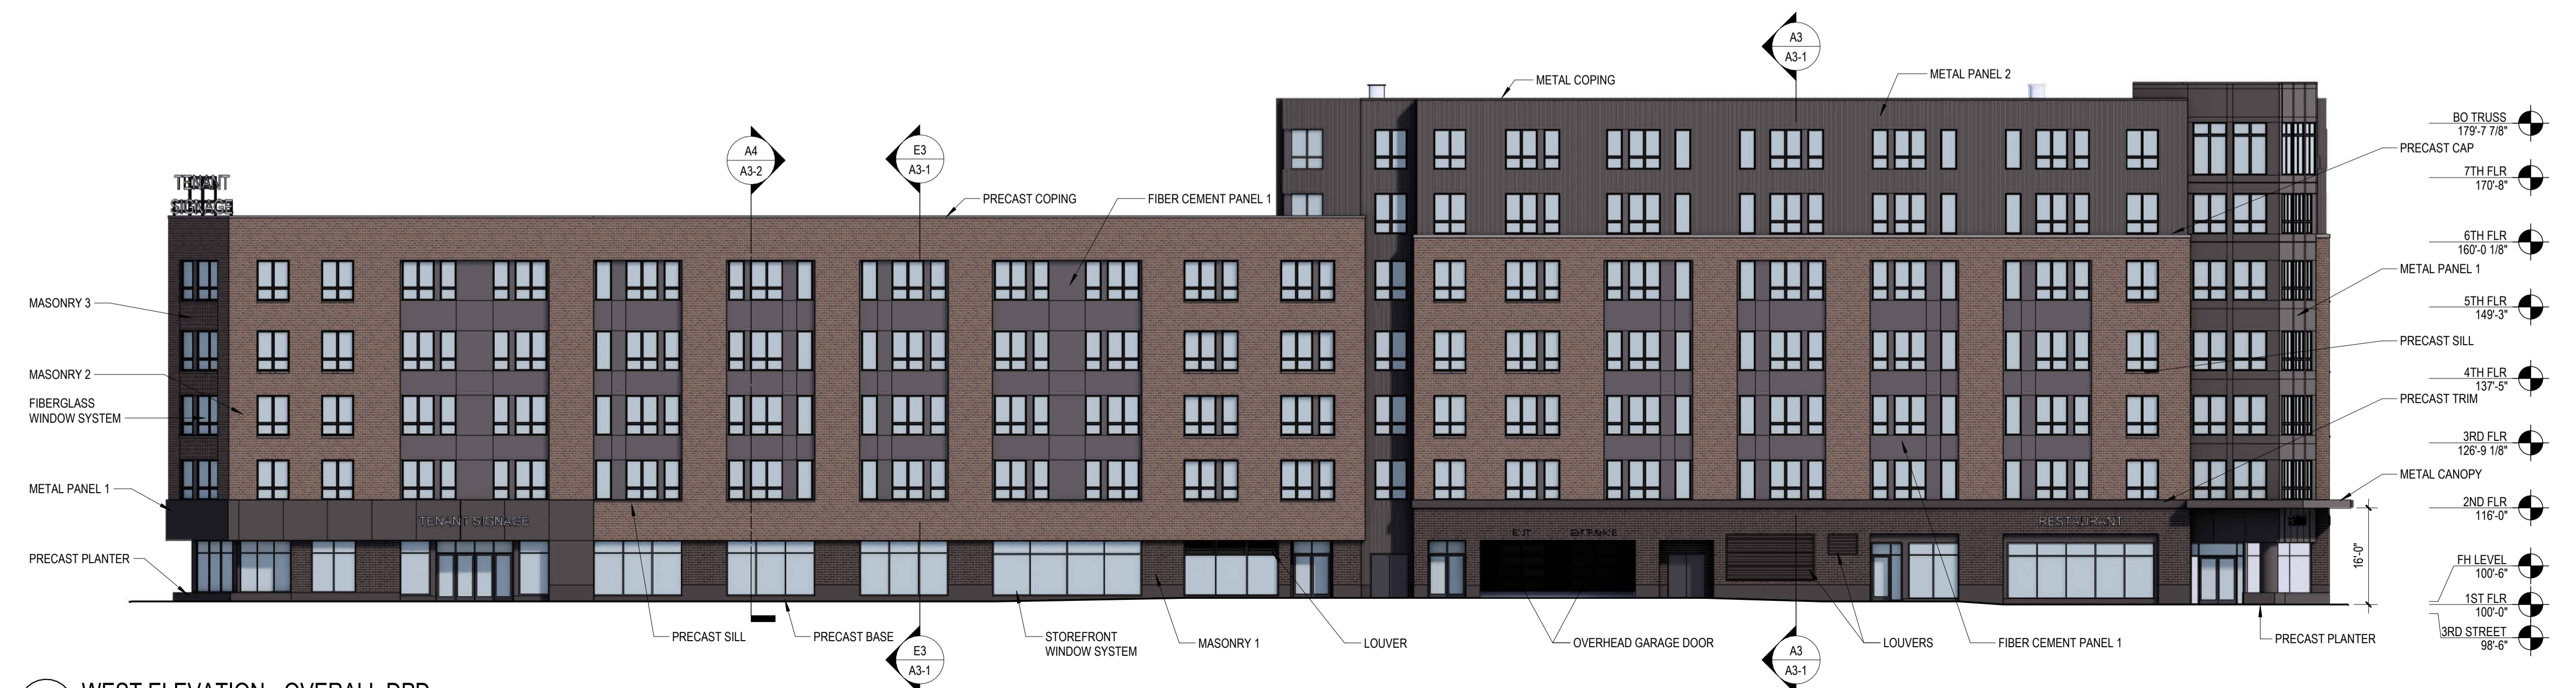 A3
A3-1
METAL COPING
METAL PANEL 2
BO TRUSS
179'-7 7/8"
PRECAST CAP
A4
A3-2
E3
A3-1
7TH FLR
170'-8"
TENANT
SIGNAGE
PRECAST COPING
FIBER CEMENT PANEL 1
6TH FLR
160'-0 1/8"
METAL PANEL 1
MASONRY 3
5TH FLR
149'-3"
PRECAST SILL
MASONRY 2
4TH FLR
137'-5"
FIBERGLASS
WINDOW SYSTEM
PRECAST TRIM
3RD FLR
126'-9 1/8"
METAL CANOPY
METAL PANEL 1
2ND FLR
116'-0"
TENANT SIGNAGE
RESTAURANT
EXIT
ENTRANCE
PRECAST PLANTER
16'-0"
FH LEVEL
100'-6"
1ST FLR
100'-0"
3RD STREET
98'-6"
PRECAST SILL
PRECAST BASE
STOREFRONT
WINDOW SYSTEM
MASONRY 1
LOUVER
OVERHEAD GARAGE DOOR
LOUVERS
FIBER CEMENT PANEL 1
PRECAST PLANTER
E3
A3-1
A3
A3-1
WEST ELEVATION - OVERALL